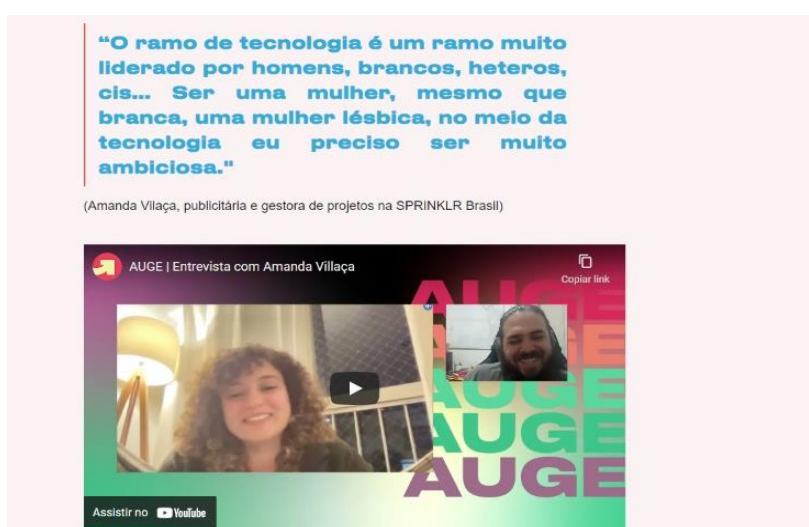 “O ramo de tecnologia é um ramo muito
liderado por homens, brancos, heteros,
cis... Ser uma mulher, mesmo que
branca, uma mulher lésbica, no meio da
tecnologia eu preciso ser muito
ambiciosa."
(Amanda Vilaça, publicitária e gestora de projetos na SPRINKLR Brasil)
AUGE | Entrevista com Amanda Villaça
Copiar link
AUGE
AUGE
AUGE
AUGE
AUGE
Assistir no YouTube